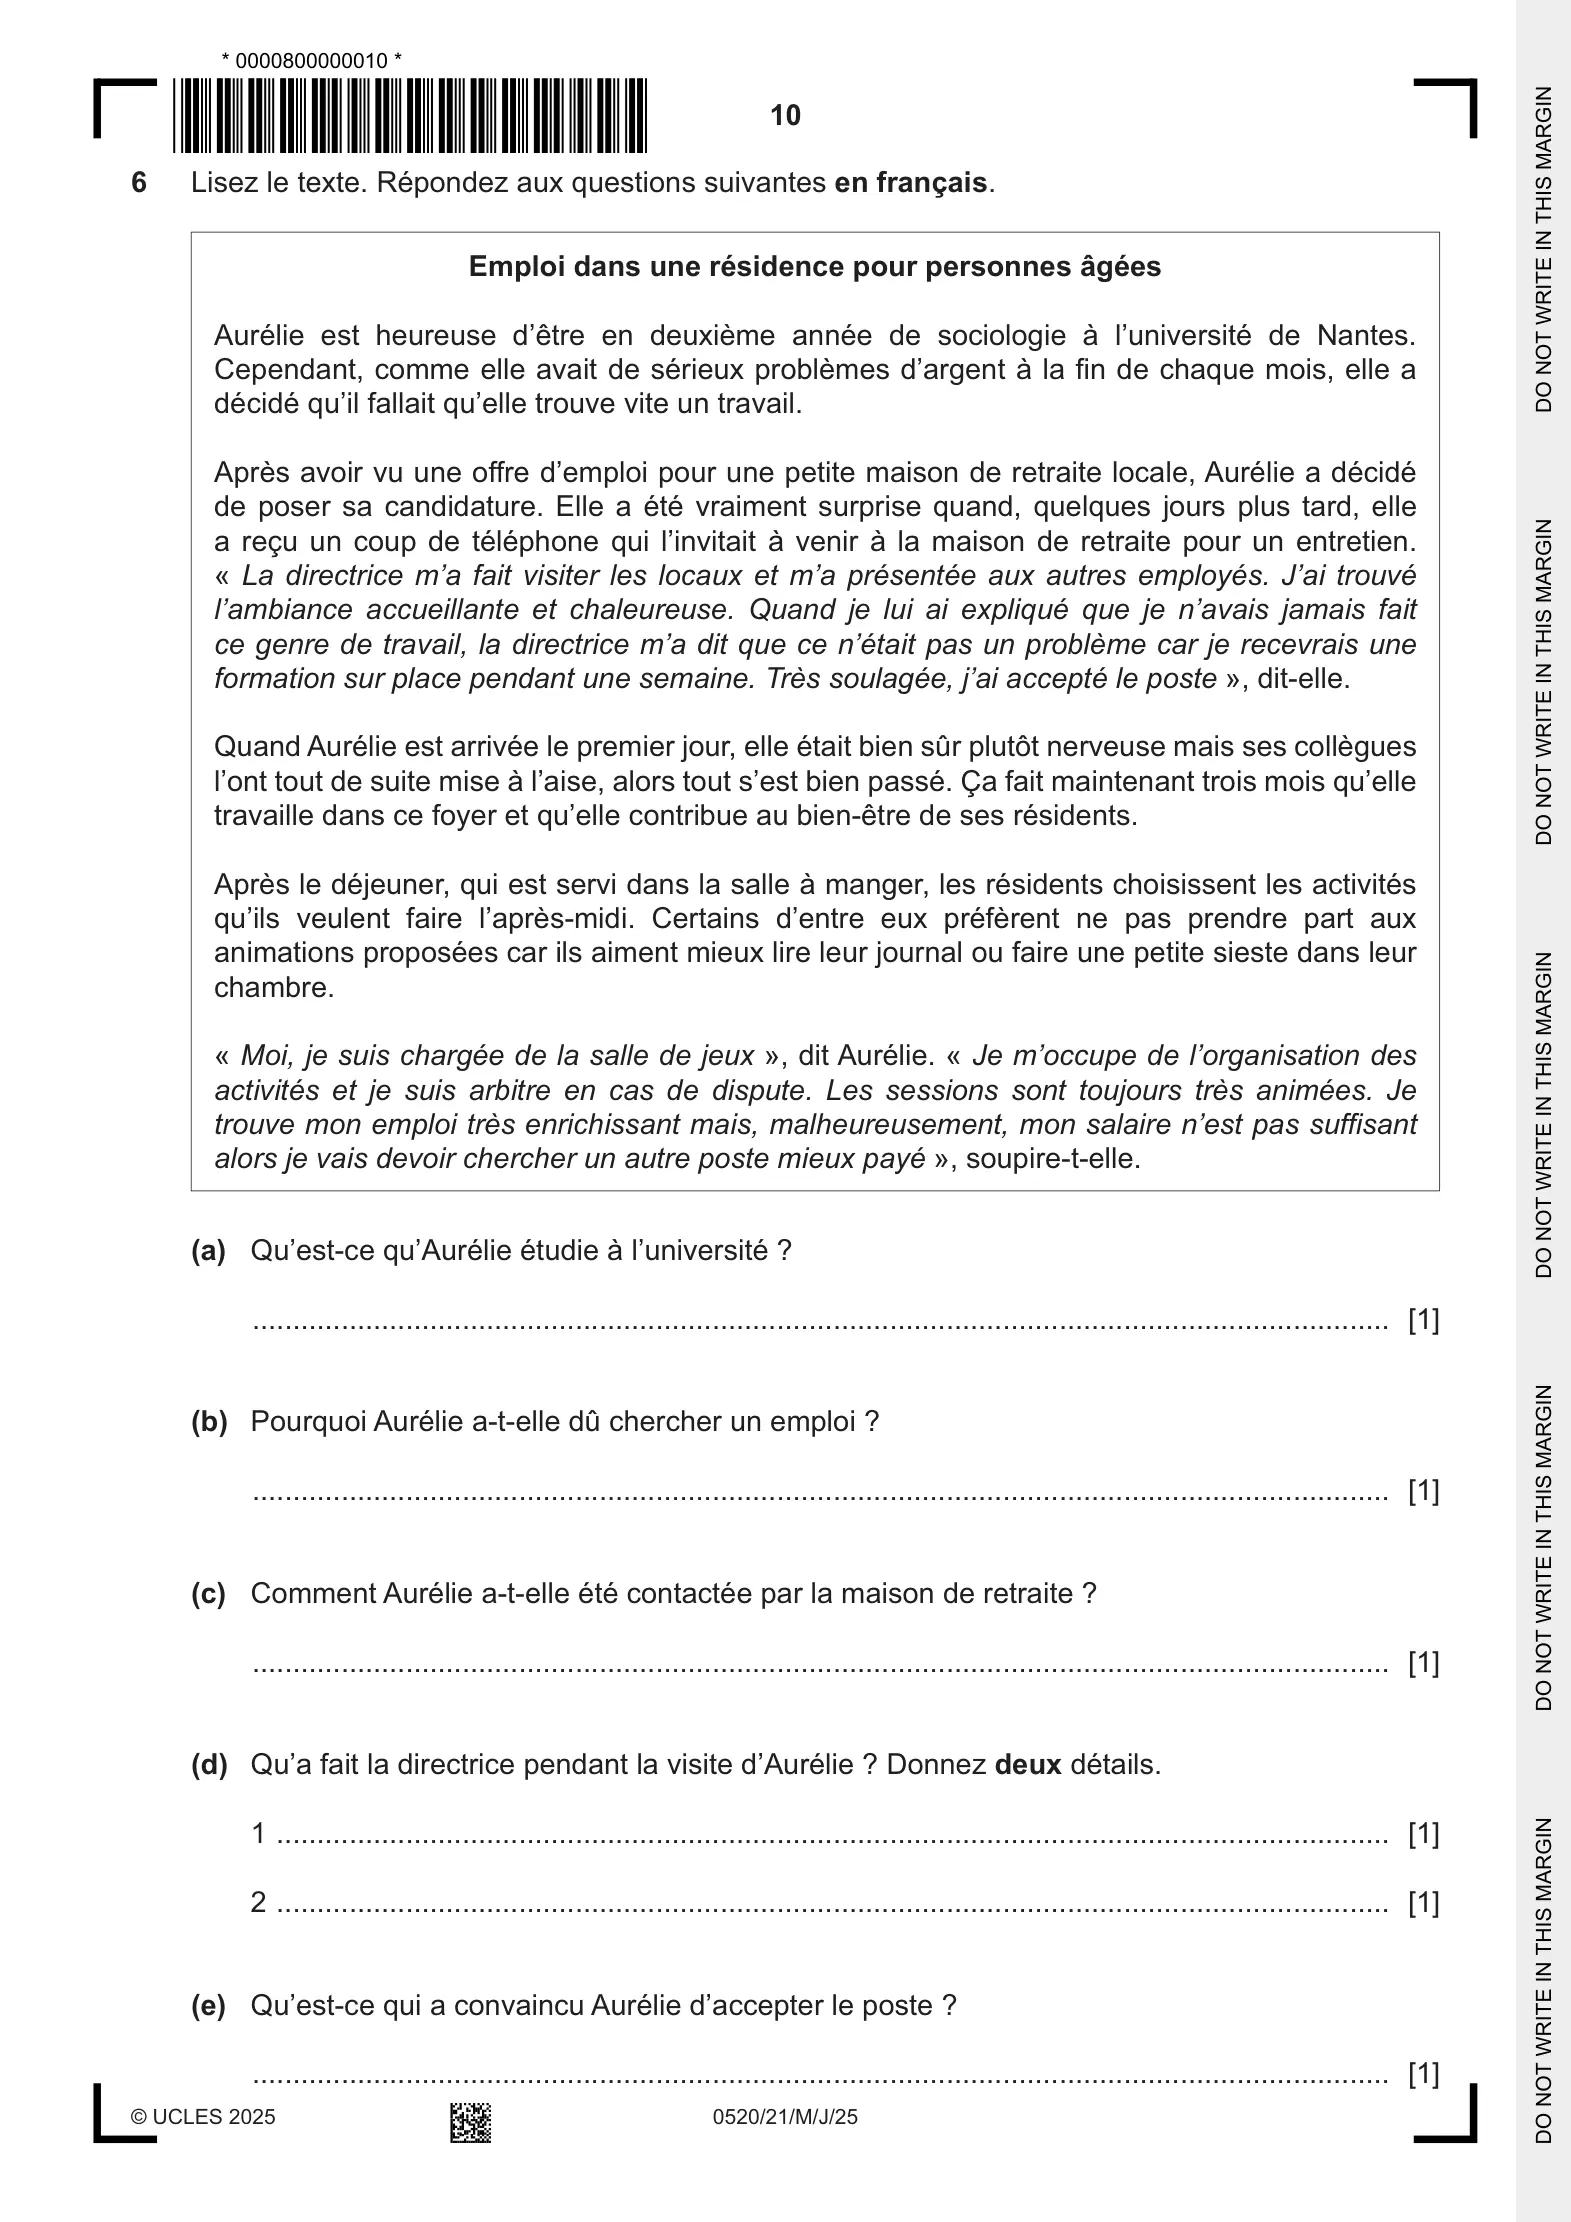 * 0000800000010 *
10
6 Lisez le texte. Répondez aux questions suivantes en français.
Emploi dans une résidence pour personnes âgées
Aurélie est heureuse d’être en deuxième année de sociologie à l’université de Nantes.
Cependant, comme elle avait de sérieux problèmes d’argent à la fin de chaque mois, elle a
décidé qu’il fallait qu’elle trouve vite un travail.
Après avoir vu une offre d’emploi pour une petite maison de retraite locale, Aurélie a décidé
de poser sa candidature. Elle a été vraiment surprise quand, quelques jours plus tard, elle
a reçu un coup de téléphone qui l’invitait à venir à la maison de retraite pour un entretien.
« La directrice m’a fait visiter les locaux et m’a présentée aux autres employés. J’ai trouvé
l’ambiance accueillante et chaleureuse. Quand je lui ai expliqué que je n’avais jamais fait
ce genre de travail, la directrice m’a dit que ce n’était pas un problème car je recevrais une
formation sur place pendant une semaine. Très soulagée, j’ai accepté le poste », dit-elle.
Quand Aurélie est arrivée le premier jour, elle était bien sûr plutôt nerveuse mais ses collègues
l’ont tout de suite mise à l’aise, alors tout s’est bien passé. Ça fait maintenant trois mois qu’elle
travaille dans ce foyer et qu’elle contribue au bien-être de ses résidents.
Après le déjeuner, qui est servi dans la salle à manger, les résidents choisissent les activités
qu’ils veulent faire l’après-midi. Certains d’entre eux préfèrent ne pas prendre part aux
animations proposées car ils aiment mieux lire leur journal ou faire une petite sieste dans leur
chambre.
« Moi, je suis chargée de la salle de jeux », dit Aurélie. « Je m’occupe de l’organisation des
activités et je suis arbitre en cas de dispute. Les sessions sont toujours très animées. Je
trouve mon emploi très enrichissant mais, malheureusement, mon salaire n’est pas suffisant
alors je vais devoir chercher un autre poste mieux payé », soupire-t-elle.
(a) Qu’est-ce qu’Aurélie étudie à l’université ?
[1]
(b) Pourquoi Aurélie a-t-elle dû chercher un emploi ?
[1]
(c) Comment Aurélie a-t-elle été contactée par la maison de retraite ?
[1]
(d) Qu’a fait la directrice pendant la visite d’Aurélie ? Donnez deux détails.
1 [1]
2 [1]
(e) Qu’est-ce qui a convaincu Aurélie d’accepter le poste ?
[1]
© UCLES 2025
0520/21/M/J/25
DO NOT WRITE IN THIS MARGIN
DO NOT WRITE IN THIS MARGIN
DO NOT WRITE IN THIS MARGIN
DO NOT WRITE IN THIS MARGIN
DO NOT WRITE IN THIS MARGIN